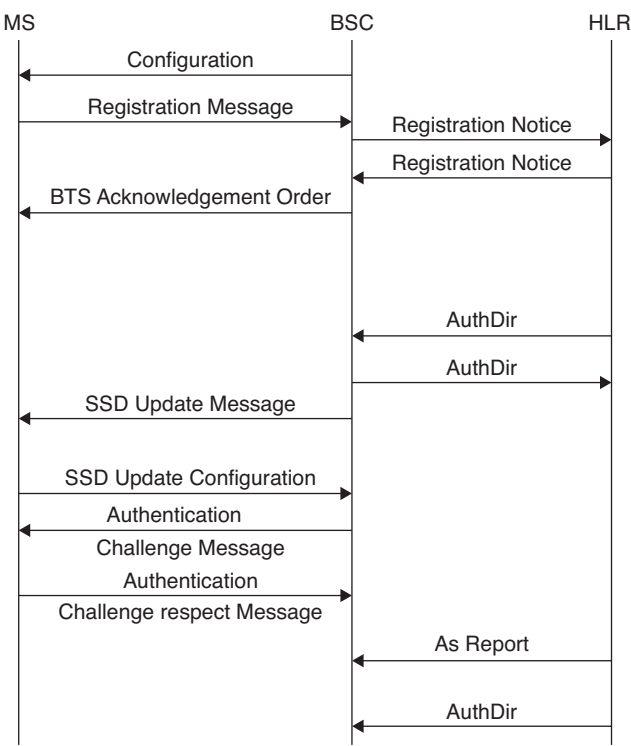 MS BSC HLR
Configuration
Registration Message
Registration Notice
Registration Notice
BTS Acknowledgement Order
AuthDir
AuthDir
SSD Update Message
SSD Update Configuration
Authentication
Challenge Message
Authentication
Challenge respect Message
As Report
AuthDir